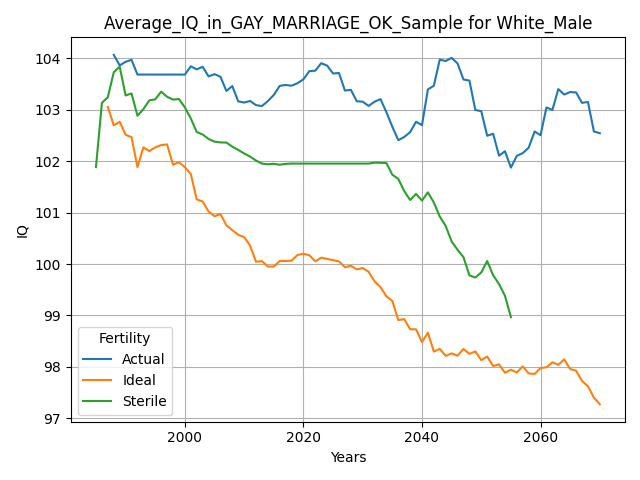 Average_IQ_in_GAY_MARRIAGE_OK_Sample for White_Male
104
103
102
101
100
99
98
97
IQ
Fertility
Actual
Ideal
Sterile
2000
2020
2040
2060
Years